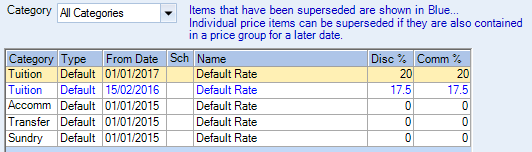 Category All Categories Items that have been superseded are shown in Blue...
Individual price items can be superseded if they are also contained
in a price group for a later date.
Category Type From Date Sch Name Disc % Comm %
Tuition Default 01/01/2017 Default Rate 20 20
Tuition Default 15/02/2016 Default Rate 17.5 17.5
Accomm Default 01/01/2015 Default Rate 0 0
Transfer Default 01/01/2015 Default Rate 0 0
Sundry Default 01/01/2015 Default Rate 0 0